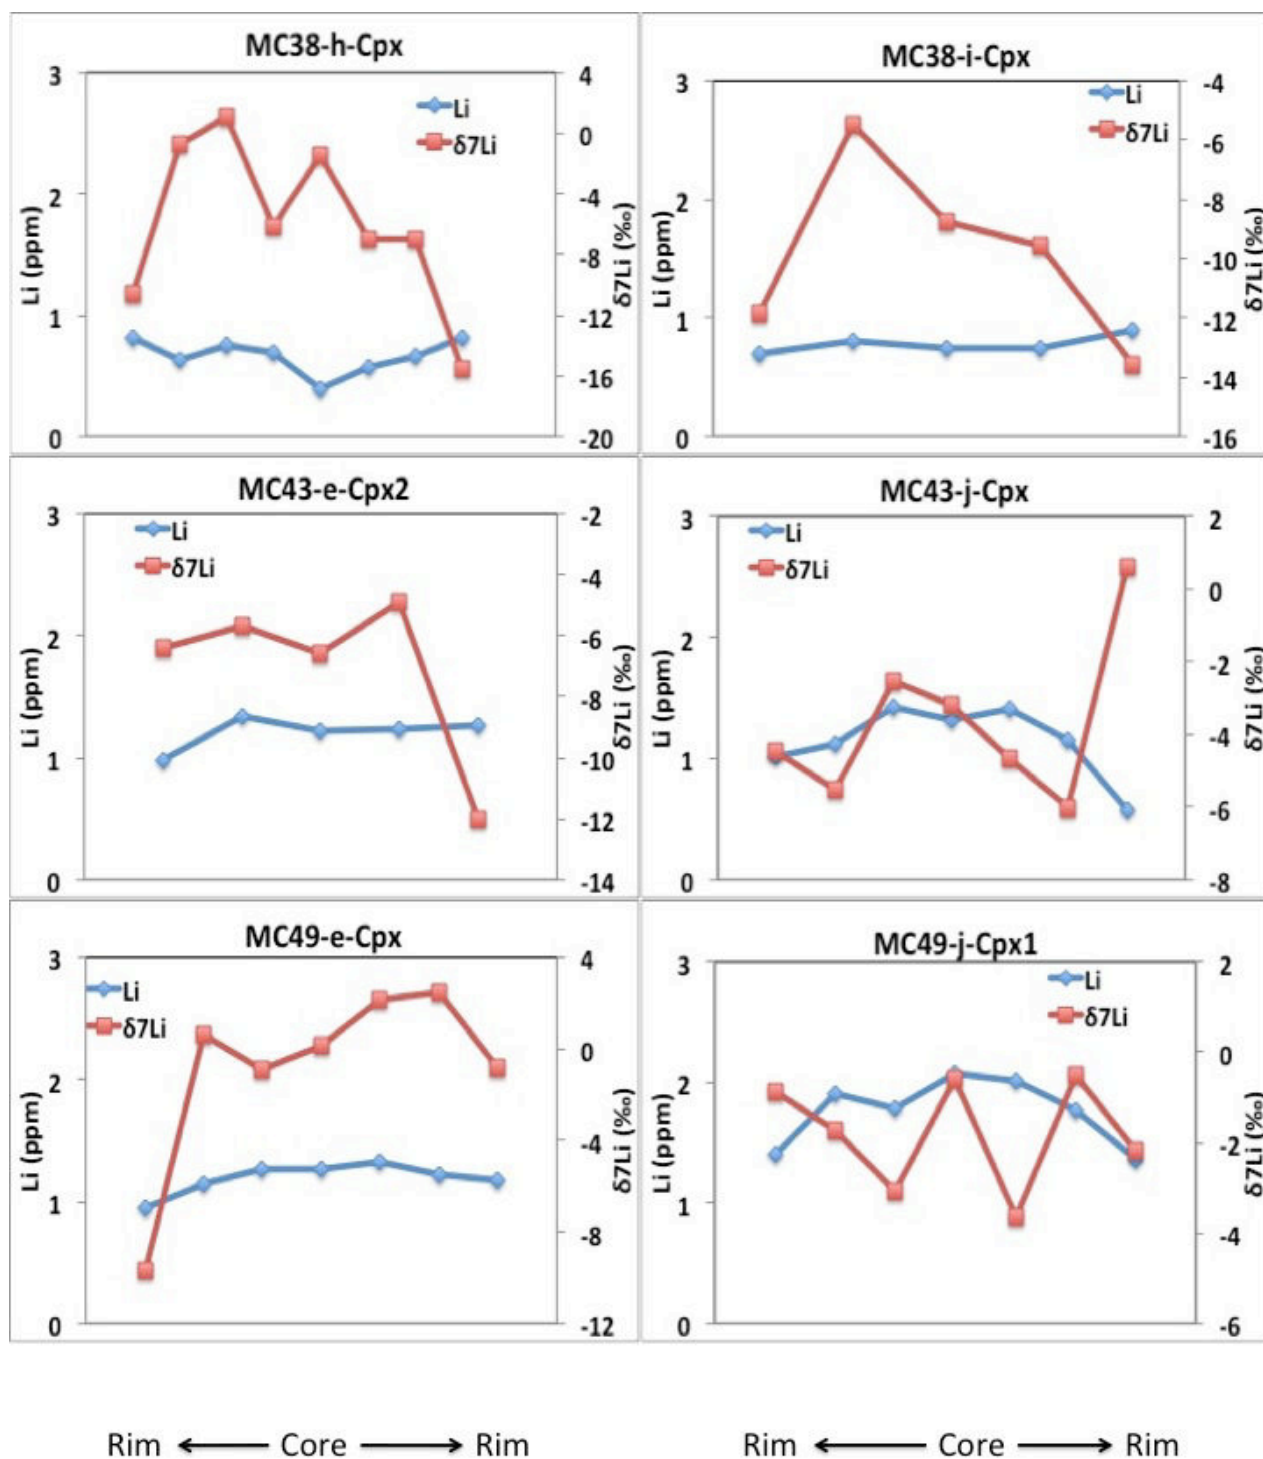 MC38-h-Cpx
3
2
1
0
Li (ppm)
Li
δ7Li
4
0
-4
-8
-12
-16
-20
δ7Li (‰)
MC38-i-Cpx
3
2
1
0
Li (ppm)
Li
δ7Li
-4
-6
-8
-10
-12
-14
-16
δ7Li (‰)
MC43-e-Cpx2
3
2
1
0
Li (ppm)
Li
δ7Li
-2
-4
-6
-8
-10
-12
-14
δ7Li (‰)
MC43-j-Cpx
3
2
1
0
Li (ppm)
Li
δ7Li
2
0
-2
-4
-6
-8
δ7Li (‰)
MC49-e-Cpx
3
2
1
0
Li (ppm)
Li
δ7Li
4
0
-4
-8
-12
δ7Li (‰)
MC49-j-Cpx1
3
2
1
0
Li (ppm)
Li
δ7Li
2
0
-2
-4
-6
δ7Li (‰)
Rim ← Core → Rim
Rim ← Core → Rim